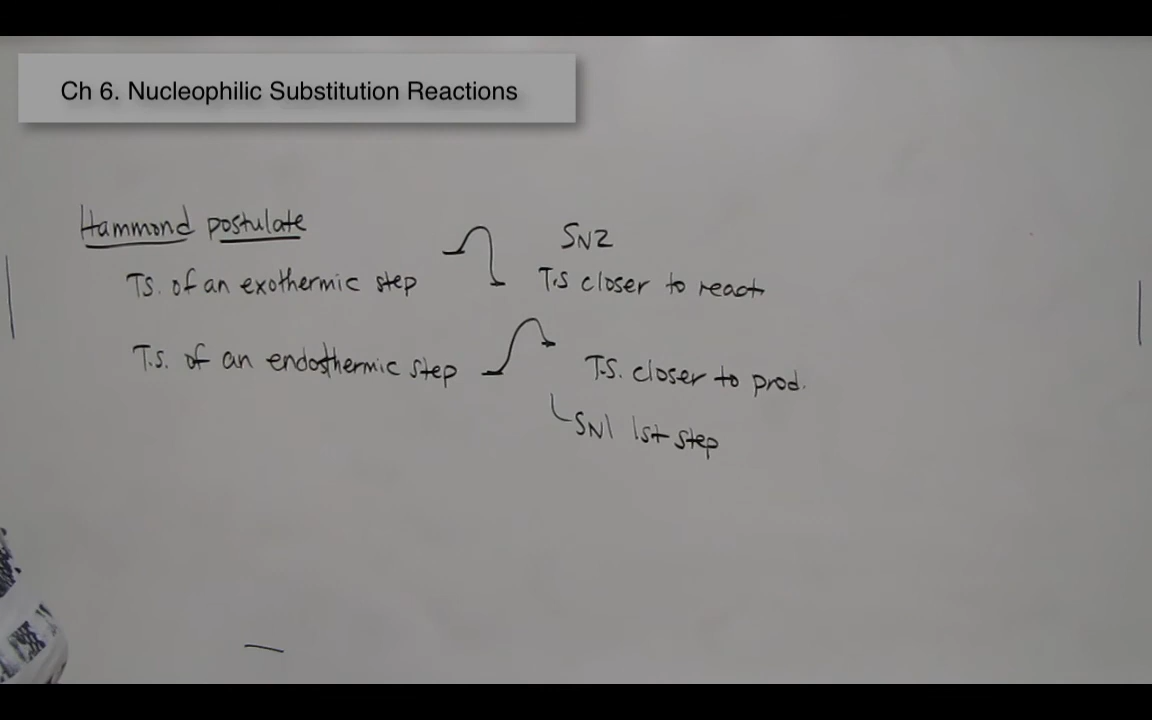 Ch 6. Nucleophilic Substitution Reactions
Hammond postulate
SN2
TS. of an exothermic step
T.S closer to react
T.S. of an endothermic step
T.S. closer to prod.
SN1 1st step